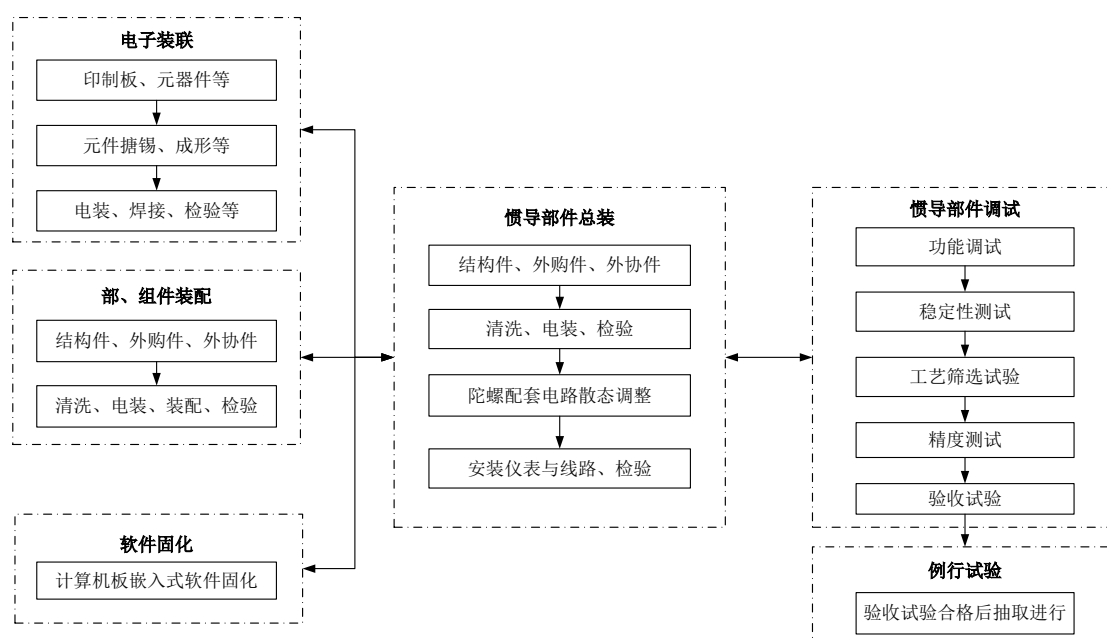 电子装联
印制板、元器件等
元件搪锡、成形等
电装、焊接、检验等
部、组件装配
结构件、外购件、外协件
清洗、电装、装配、检验
软件固化
计算机板嵌入式软件固化
惯导部件总装
结构件、外购件、外协件
清洗、电装、检验
陀螺配套电路散态调整
安装仪表与线路、检验
惯导部件调试
功能调试
稳定性测试
工艺筛选试验
精度测试
验收试验
例行试验
验收试验合格后抽取进行